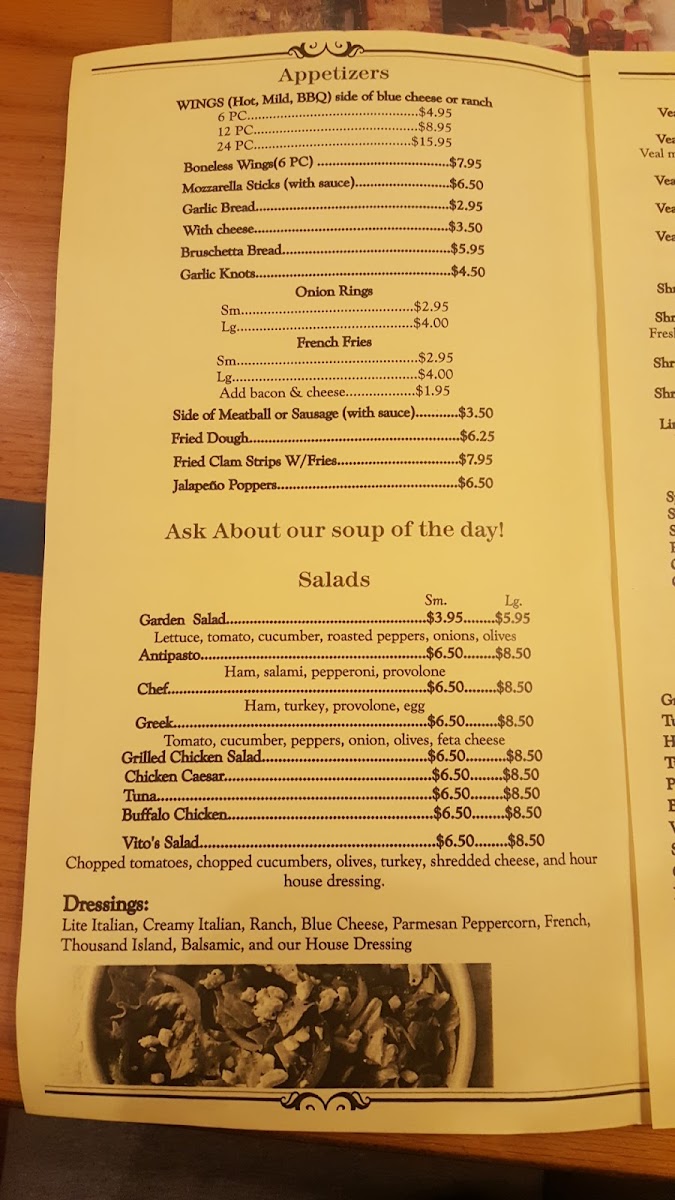 Appetizers
WINGS (Hot, Mild, BBQ) side of blue cheese or ranch
6 PC................................................$4.95
12 PC..............................................$8.95
24 PC............................................$15.95
Boneless Wings(6 PC) ....................................$7.95
Mozzarella Sticks (with sauce).........................$6.50
Garlic Bread....................................................$2.95
With cheese....................................................$3.50
Bruschetta Bread.............................................$5.95
Garlic Knots....................................................$4.50
Onion Rings
Sm..............................................$2.95
Lg...............................................$4.00
French Fries
Sm................................................$2.95
Lg.................................................$4.00
Add bacon & cheese.................$1.95
Side of Meatball or Sausage (with sauce)...........$3.50
Fried Dough........................................................$6.25
Fried Clam Strips W/Fries................................$7.95
Jalapeño Poppers................................................$6.50
Ask About our soup of the day!
Salads
Sm. Lg.
Garden Salad.....................................................$3.95........$5.95
Lettuce, tomato, cucumber, roasted peppers, onions, olives
Antipasto...........................................................$6.50........$8.50
Ham, salami, pepperoni, provolone
Chef....................................................................$6.50........$8.50
Ham, turkey, provolone, egg
Greek..................................................................$6.50........$8.50
Tomato, cucumber, peppers, onion, olives, feta cheese
Grilled Chicken Salad............................................$6.50..........$8.50
Chicken Caesar.......................................................$6.50........$8.50
Tuna.........................................................................$6.50........$8.50
Buffalo Chicken......................................................$6.50........$8.50
Vito's Salad..............................................................$6.50........$8.50
Chopped tomatoes, chopped cucumbers, olives, turkey, shredded cheese, and hour
house dressing.
Dressings:
Lite Italian, Creamy Italian, Ranch, Blue Cheese, Parmesan Peppercorn, French,
Thousand Island, Balsamic, and our House Dressing